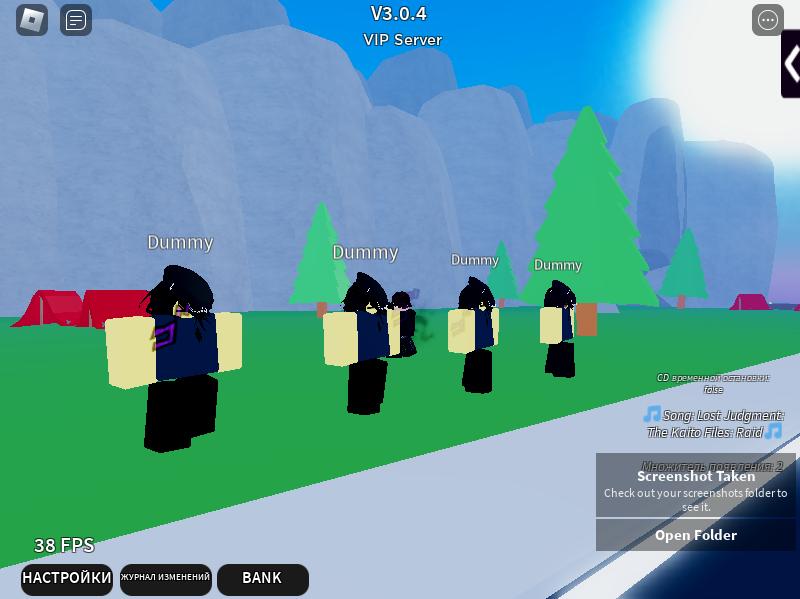 V3.0.4
VIP Server
Dummy
Dummy
Dummy
Dummy
CD временной остановки:
false
Song: Lost Judgment:
The Kaito Files: Raid
Множитель появления: 2
Screenshot Taken
Check out your screenshots folder to
see it.
Open Folder
38 FPS
НАСТРОЙКИ
ЖУРНАЛ ИЗМЕНЕНИЙ
BANK